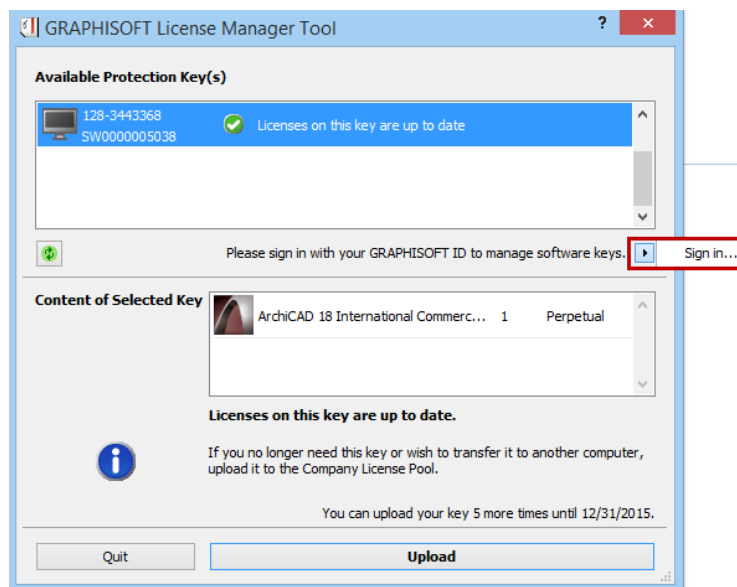 GRAPHISOFT License Manager Tool
?
×
Available Protection Key(s)
128-3443368
SW0000005038
Licenses on this key are up to date
Please sign in with your GRAPHISOFT ID to manage software keys.
Sign in...
Content of Selected Key
ArchiCAD 18 International Commerc... 1 Perpetual
Licenses on this key are up to date.
If you no longer need this key or wish to transfer it to another computer,
upload it to the Company License Pool.
You can upload your key 5 more times until 12/31/2015.
Quit
Upload